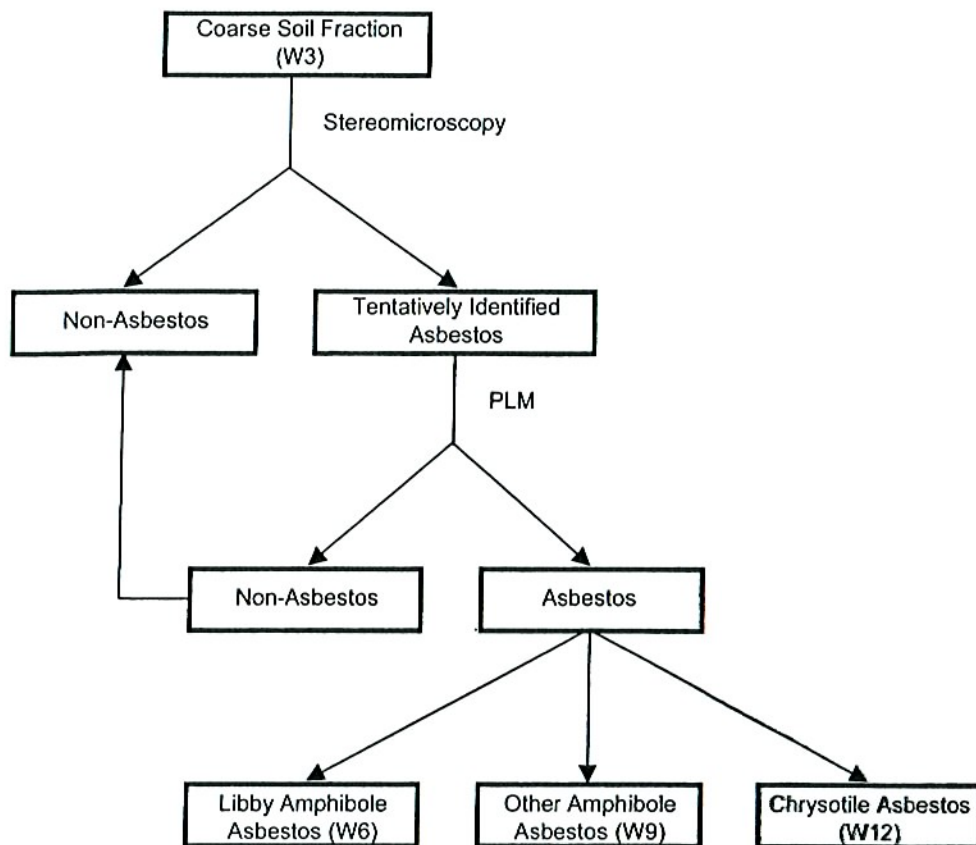 Coarse Soil Fraction
(W3)
Stereomicroscopy
Non-Asbestos
Tentatively Identified
Asbestos
PLM
Non-Asbestos
Asbestos
Libby Amphibole
Asbestos (W6)
Other Amphibole
Asbestos (W9)
Chrysotile Asbestos
(W12)